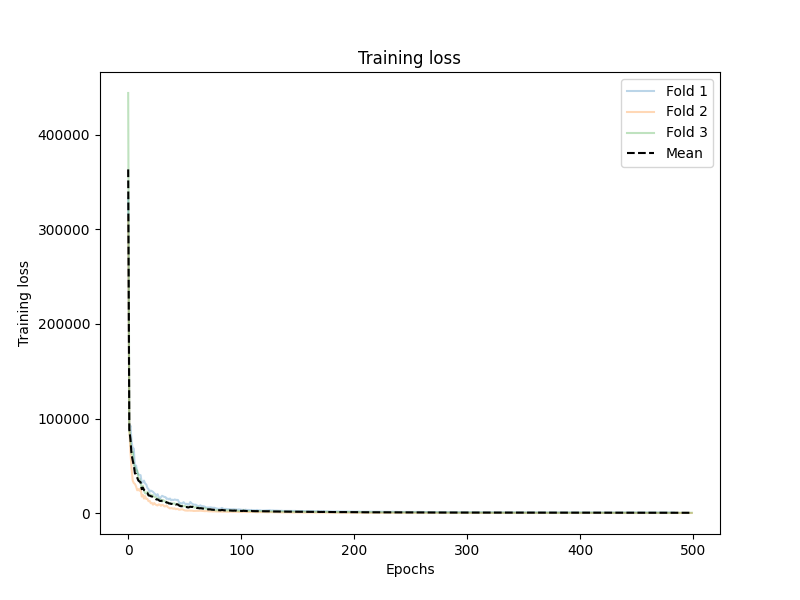 Training loss
Fold 1
Fold 2
Fold 3
Mean
400000
300000
200000
100000
0
Training loss
0 100 200 300 400 500
Epochs